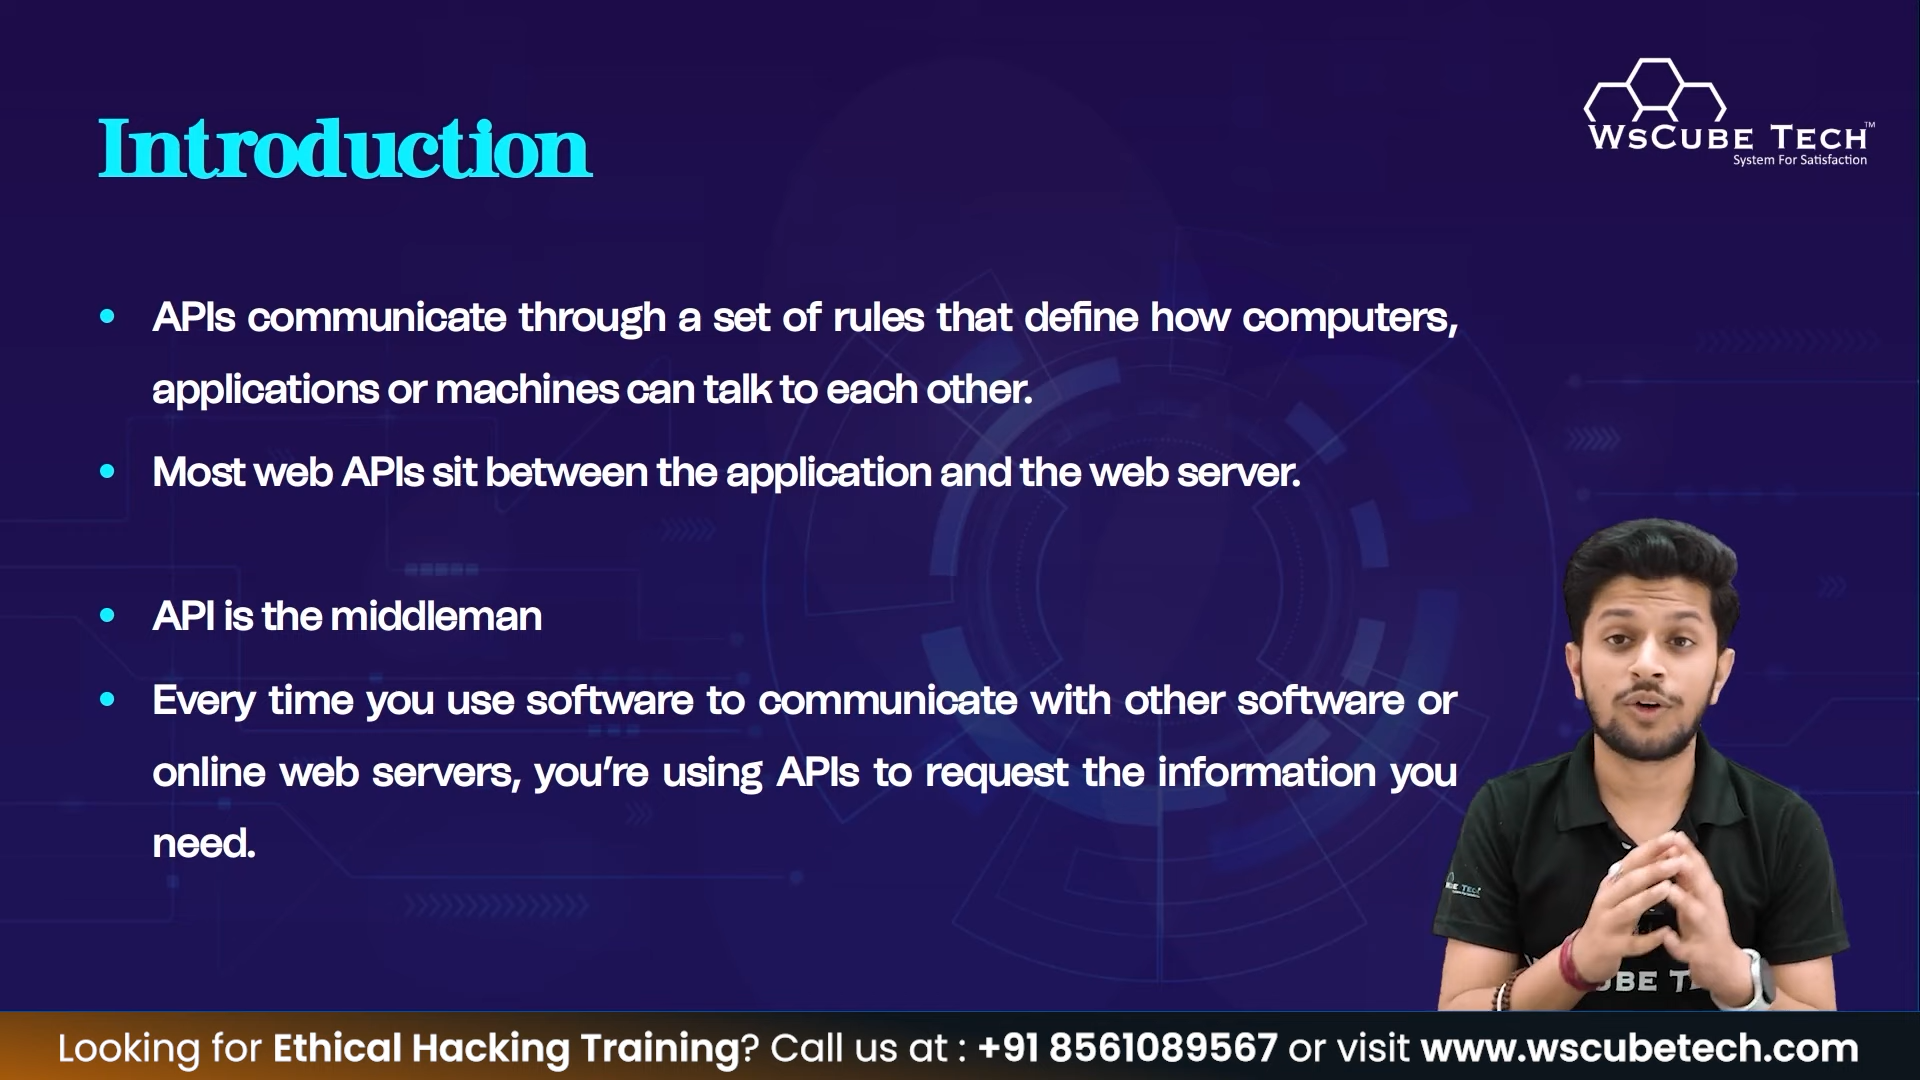 WsCube Tech™
System For Satisfaction
Introduction
• APIs communicate through a set of rules that define how computers,
applications or machines can talk to each other.
• Most web APIs sit between the application and the web server.
• API is the middleman
• Every time you use software to communicate with other software or
online web servers, you’re using APIs to request the information you
need.
Looking for Ethical Hacking Training? Call us at : +91 8561089567 or visit www.wscubetech.com